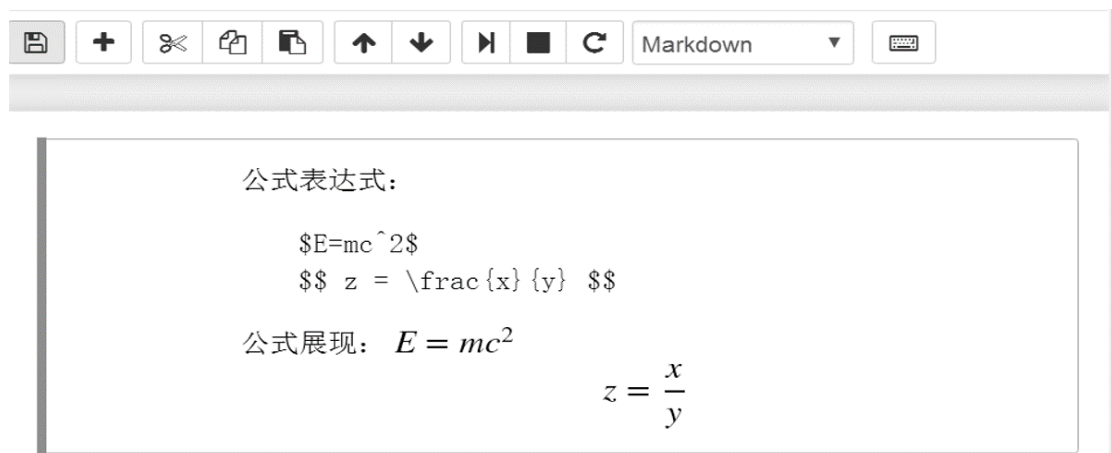 Markdown
公式表达式：
$E=mc^2$
$$ z = \frac{x}{y} $$
公式展现： E = mc²
z = x/y